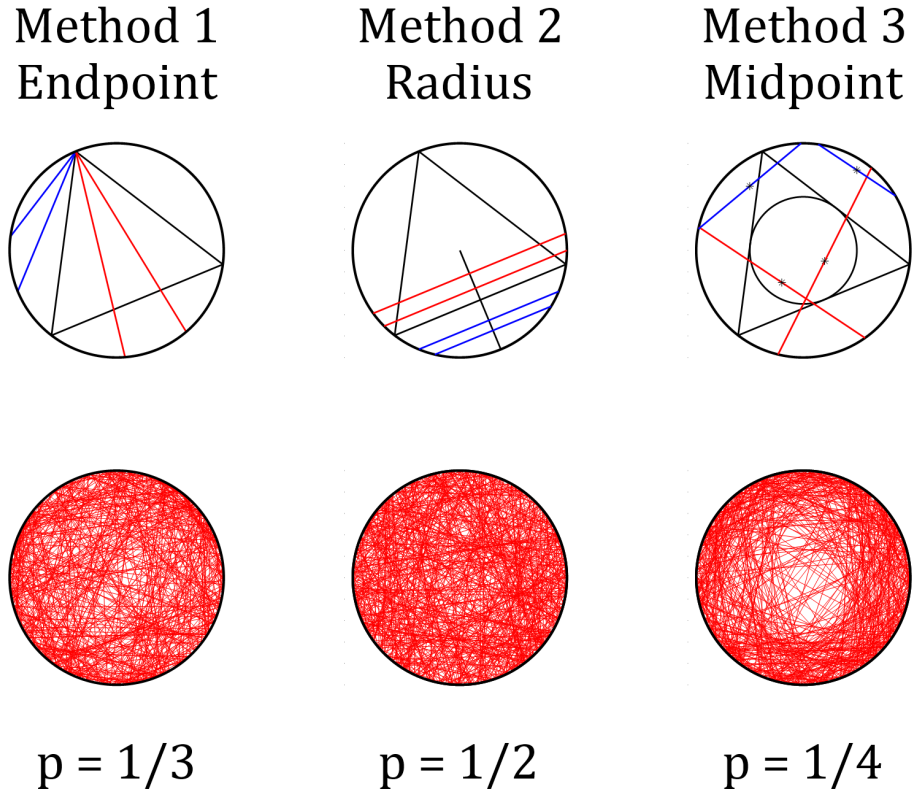 Method 1
Endpoint
Method 2
Radius
Method 3
Midpoint
p = 1/3
p = 1/2
p = 1/4